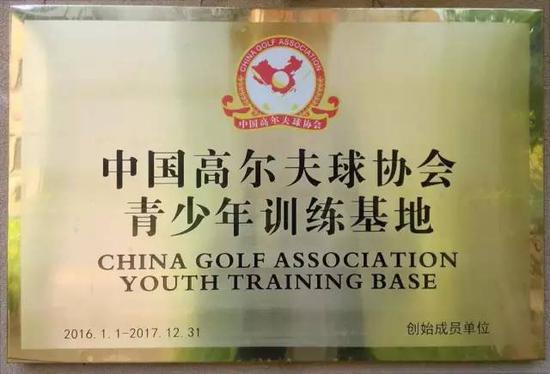 CHINA GOLF ASSOCIATION
中国高尔夫球协会
中国高尔夫球协会
青少年训练基地
CHINA GOLF ASSOCIATION
YOUTH TRAINING BASE
2016.1.1-2017.12.31
创始成员单位